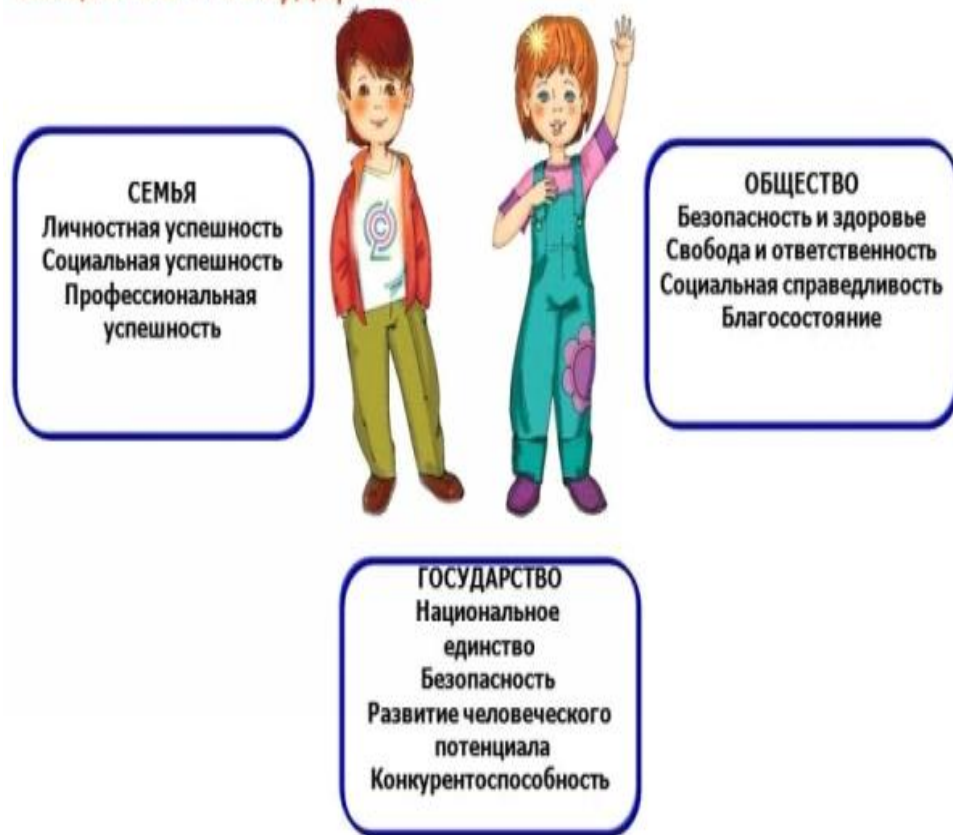 СЕМЬЯ
Личностная успешность
Социальная успешность
Профессиональная
успешность
ОБЩЕСТВО
Безопасность и здоровье
Свобода и ответственность
Социальная справедливость
Благосостояние
ГОСУДАРСТВО
Национальное
единство
Безопасность
Развитие человеческого
потенциала
Конкурентоспособность